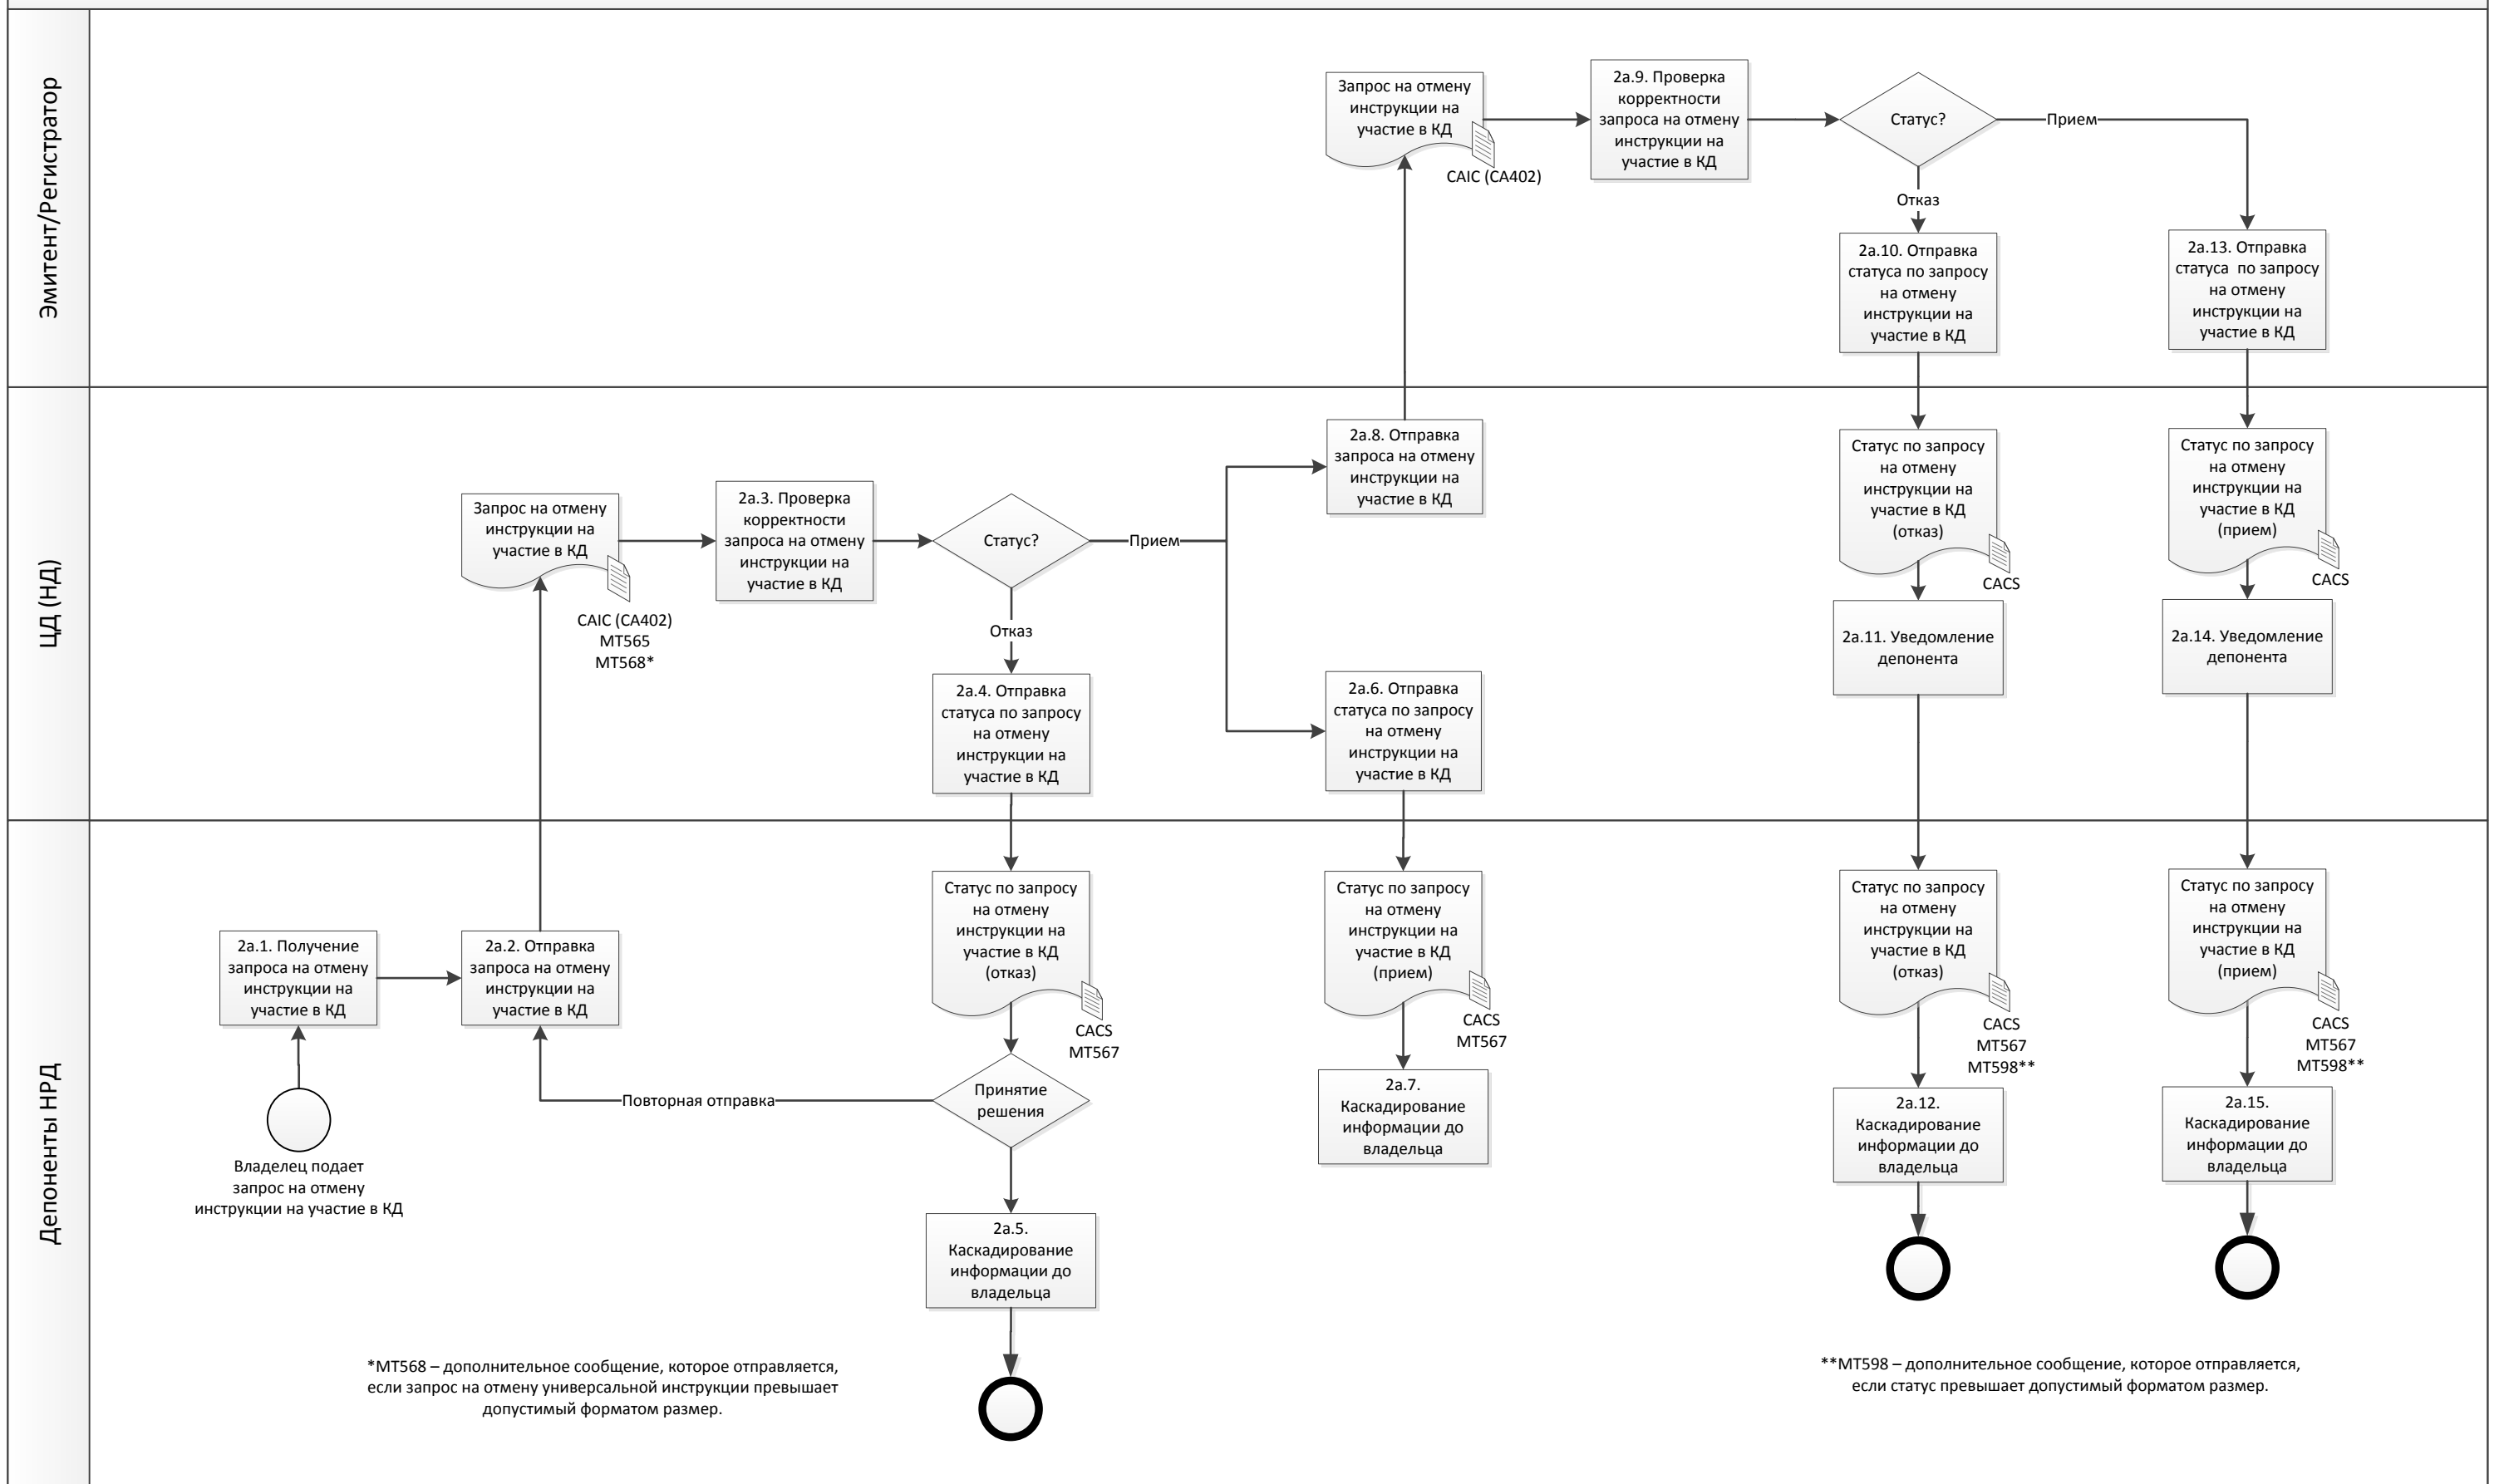 Эмитент/Регистратор
Запрос на отмену
инструкции на
участие в КД
CAIC (CA402)
2а.9. Проверка
корректности
запроса на отмену
инструкции на
участие в КД
Статус?
Прием
Отказ
2а.10. Отправка
статуса по запросу
на отмену
инструкции на
участие в КД
2а.13. Отправка
статуса по запросу
на отмену
инструкции на
участие в КД
ЦД (НД)
Запрос на отмену
инструкции на
участие в КД
CAIC (CA402)
MT565
MT568*
2а.3. Проверка
корректности
запроса на отмену
инструкции на
участие в КД
Статус?
Прием
Отказ
2а.4. Отправка
статуса по запросу
на отмену
инструкции на
участие в КД
2а.8. Отправка
запроса на отмену
инструкции на
участие в КД
2а.6. Отправка
статуса по запросу
на отмену
инструкции на
участие в КД
Статус по запросу
на отмену
инструкции на
участие в КД
(отказ)
CACS
2а.11. Уведомление
депонента
Статус по запросу
на отмену
инструкции на
участие в КД
(прием)
CACS
2а.14. Уведомление
депонента
Депоненты НРД
2а.1. Получение
запроса на отмену
инструкции на
участие в КД
Владелец подает
запрос на отмену
инструкции на участие в КД
2а.2. Отправка
запроса на отмену
инструкции на
участие в КД
Статус по запросу
на отмену
инструкции на
участие в КД
(отказ)
CACS
MT567
Принятие
решения
Повторная отправка
2а.5.
Каскадирование
информации до
владельца
Статус по запросу
на отмену
инструкции на
участие в КД
(прием)
CACS
MT567
2а.7.
Каскадирование
информации до
владельца
Статус по запросу
на отмену
инструкции на
участие в КД
(отказ)
CACS
MT567
MT598**
2а.12.
Каскадирование
информации до
владельца
Статус по запросу
на отмену
инструкции на
участие в КД
(прием)
CACS
MT567
MT598**
2а.15.
Каскадирование
информации до
владельца
*MT568 – дополнительное сообщение, которое отправляется,
если запрос на отмену универсальной инструкции превышает
допустимый форматом размер.
**MT598 – дополнительное сообщение, которое отправляется,
если статус превышает допустимый форматом размер.